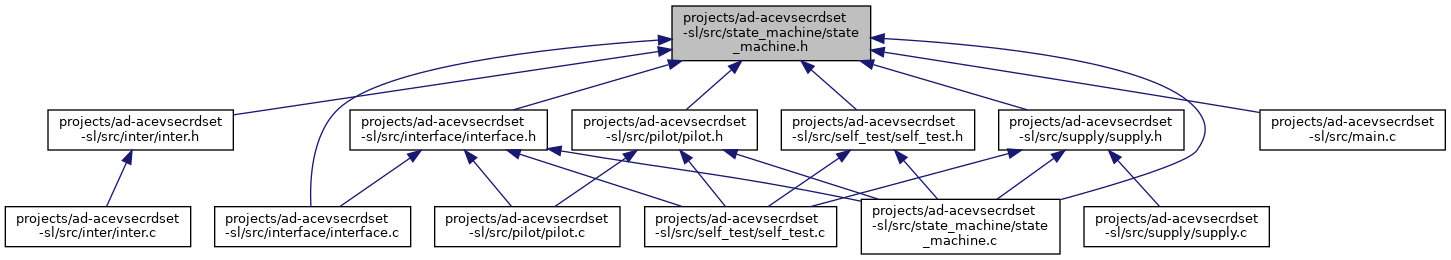 projects/ad-acevsecrdset
-sl/src/state_machine/state
_machine.h
projects/ad-acevsecrdset
-sl/src/inter/inter.h
projects/ad-acevsecrdset
-sl/src/interface/interface.h
projects/ad-acevsecrdset
-sl/src/pilot/pilot.h
projects/ad-acevsecrdset
-sl/src/self_test/self_test.h
projects/ad-acevsecrdset
-sl/src/supply/supply.h
projects/ad-acevsecrdset
-sl/src/main.c
projects/ad-acevsecrdset
-sl/src/inter/inter.c
projects/ad-acevsecrdset
-sl/src/interface/interface.c
projects/ad-acevsecrdset
-sl/src/pilot/pilot.c
projects/ad-acevsecrdset
-sl/src/self_test/self_test.c
projects/ad-acevsecrdset
-sl/src/state_machine/state
_machine.c
projects/ad-acevsecrdset
-sl/src/supply/supply.c